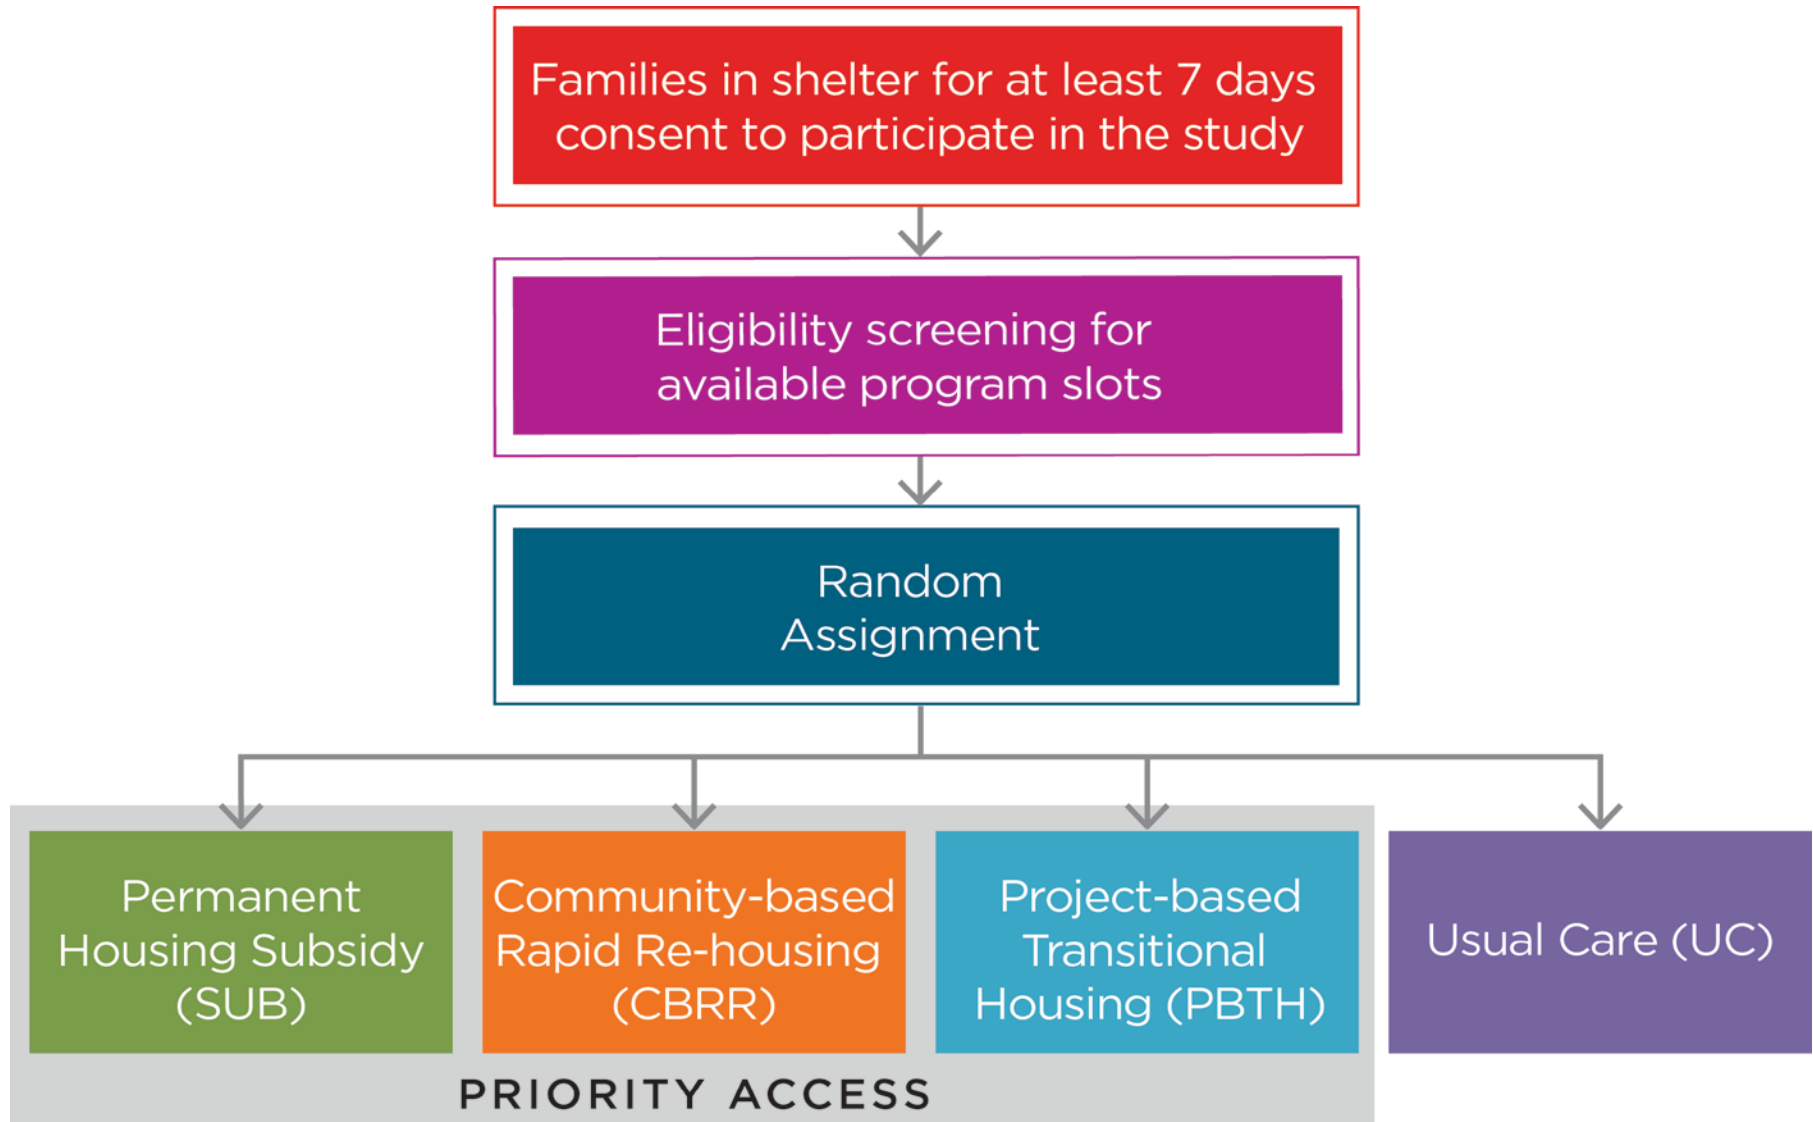 Families in shelter for at least 7 days
consent to participate in the study
Eligibility screening for
available program slots
Random
Assignment
Permanent
Housing Subsidy
(SUB)
Community-based
Rapid Re-housing
(CBRR)
Project-based
Transitional
Housing (PBTH)
Usual Care (UC)
PRIORITY ACCESS